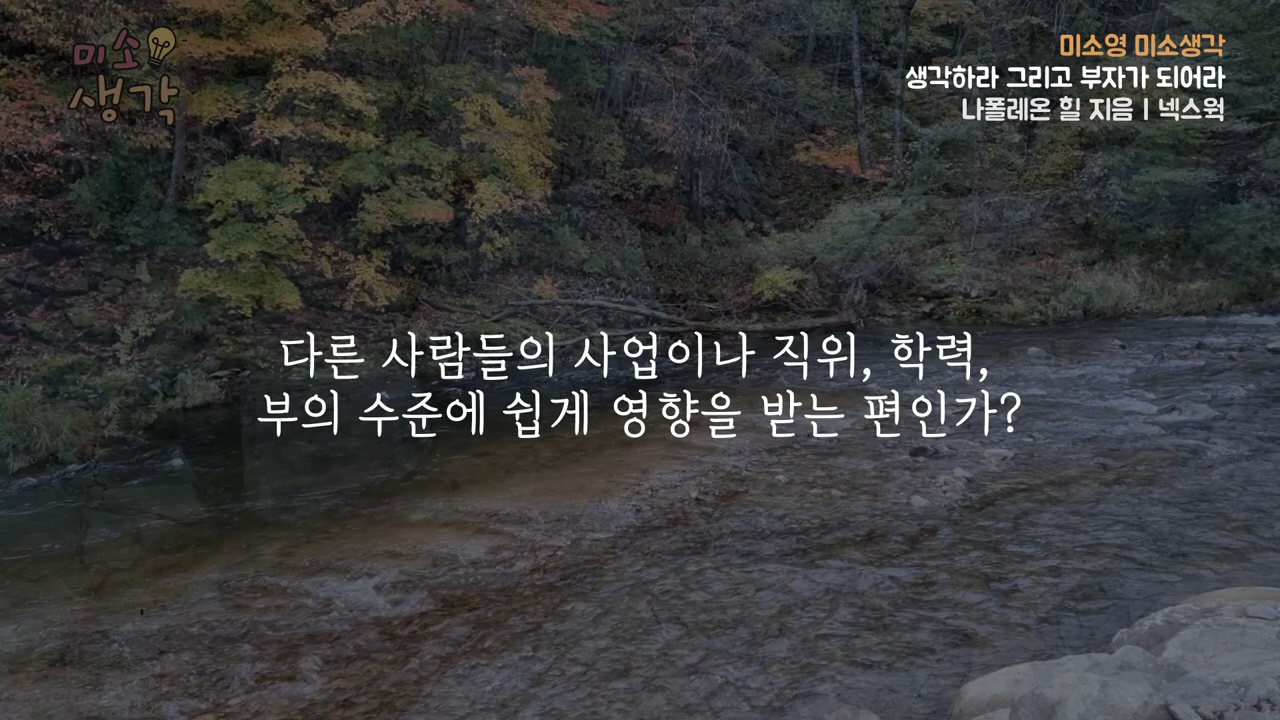 미소
생각
미소영 미소생각
생각하라 그리고 부자가 되어라
나폴레온 힐 지음 | 넥스웍
다른 사람들의 사업이나 직위, 학력,
부의 수준에 쉽게 영향을 받는 편인가?